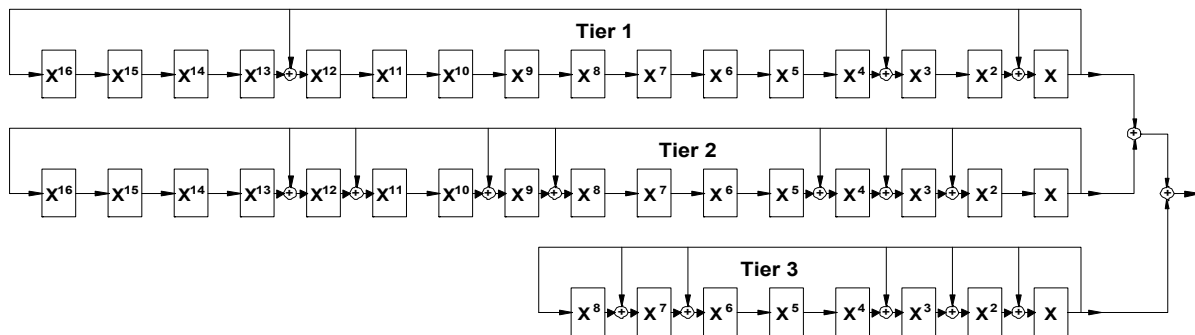 Tier 1
X¹⁶ X¹⁵ X¹⁴ X¹³ + X¹² X¹¹ X¹⁰ X⁹ X⁸ X⁷ X⁶ X⁵ X⁴ + X³ X² + X
+
Tier 2
X¹⁶ X¹⁵ X¹⁴ X¹³ + X¹² + X¹¹ X¹⁰ + X⁹ + X⁸ X⁷ X⁶ X⁵ + X⁴ + X³ + X² X +
Tier 3
X⁸ + X⁷ + X⁶ X⁵ X⁴ + X³ + X² + X